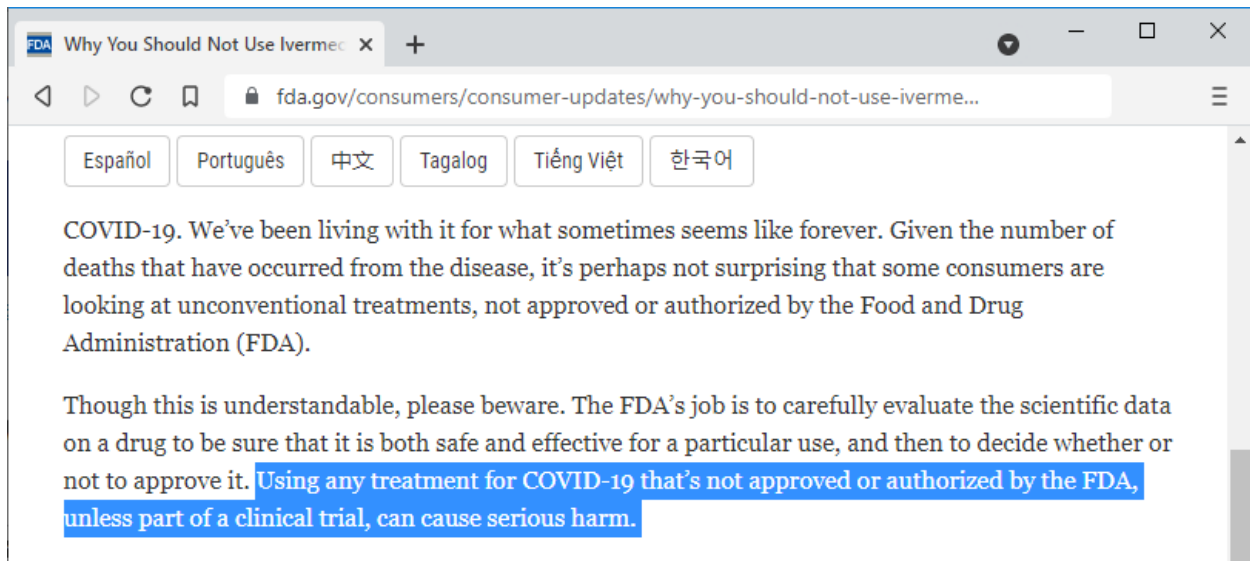 FDA Why You Should Not Use Ivermec
fda.gov/consumers/consumer-updates/why-you-should-not-use-iverme...
Español Português 中文 Tagalog Tiếng Việt 한국어
COVID-19. We’ve been living with it for what sometimes seems like forever. Given the number of
deaths that have occurred from the disease, it’s perhaps not surprising that some consumers are
looking at unconventional treatments, not approved or authorized by the Food and Drug
Administration (FDA).
Though this is understandable, please beware. The FDA’s job is to carefully evaluate the scientific data
on a drug to be sure that it is both safe and effective for a particular use, and then to decide whether or
not to approve it. Using any treatment for COVID-19 that’s not approved or authorized by the FDA,
unless part of a clinical trial, can cause serious harm.